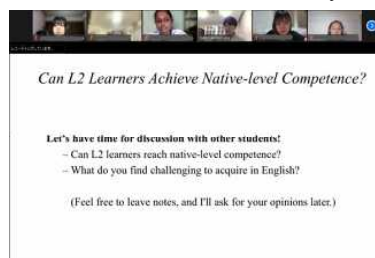 Can L2 Learners Achieve Native-level Competence?
Let's have time for discussion with other students!
– Can L2 learners reach native-level competence?
– What do you find challenging to acquire in English?
(Feel free to leave notes, and I'll ask for your opinions later.)